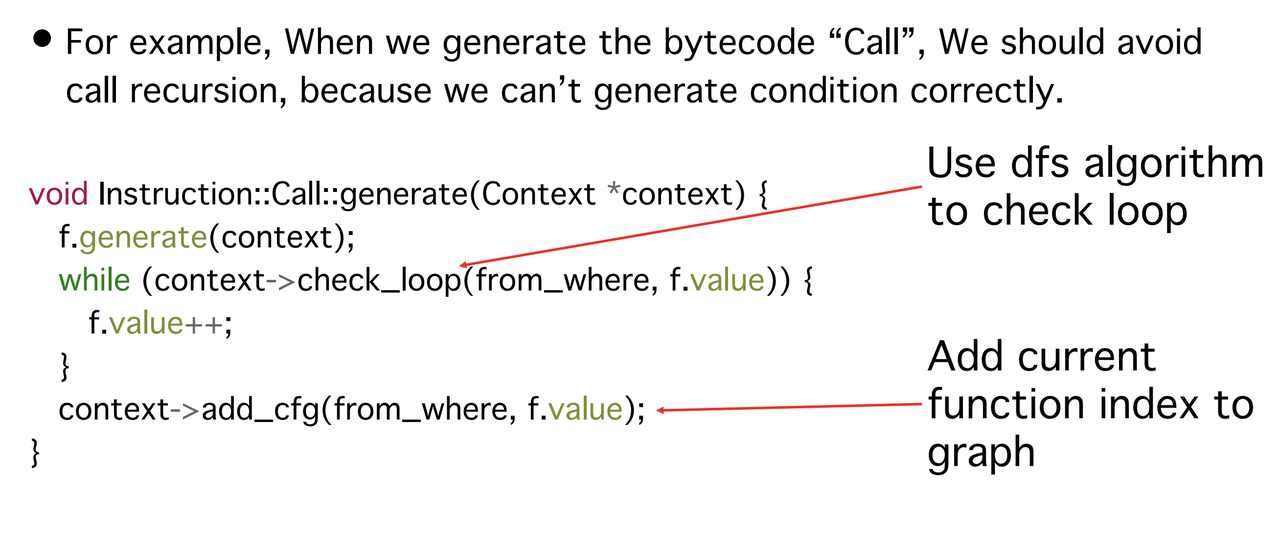 ● For example, When we generate the bytecode “Call”, We should avoid
call recursion, because we can’t generate condition correctly.
Use dfs algorithm
to check loop
void Instruction::Call::generate(Context *context) {
f.generate(context);
while (context->check_loop(from_where, f.value)) {
f.value++;
}
context->add_cfg(from_where, f.value);
}
Add current
function index to
graph